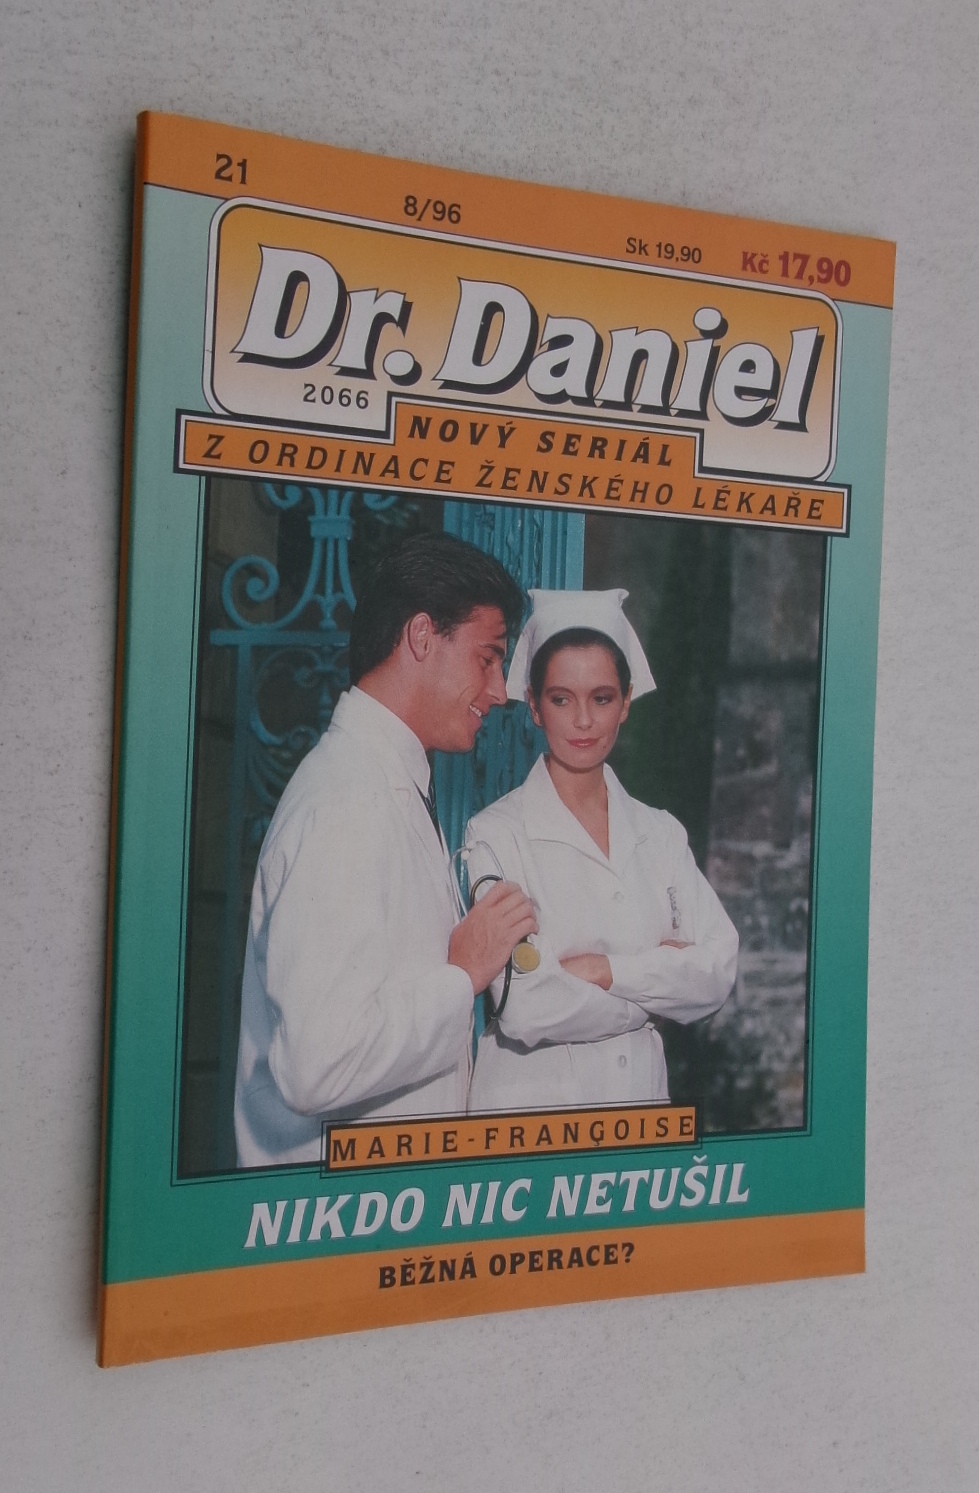 21
8/96
Sk 19,90
Kč 17,90
Dr. Daniel
2066
NOVÝ SERIÁL
Z ORDINACE ŽENSKÉHO LÉKAŘE
MARIE-FRANÇOISE
NIKDO NIC NETUŠIL
BĚŽNÁ OPERACE?